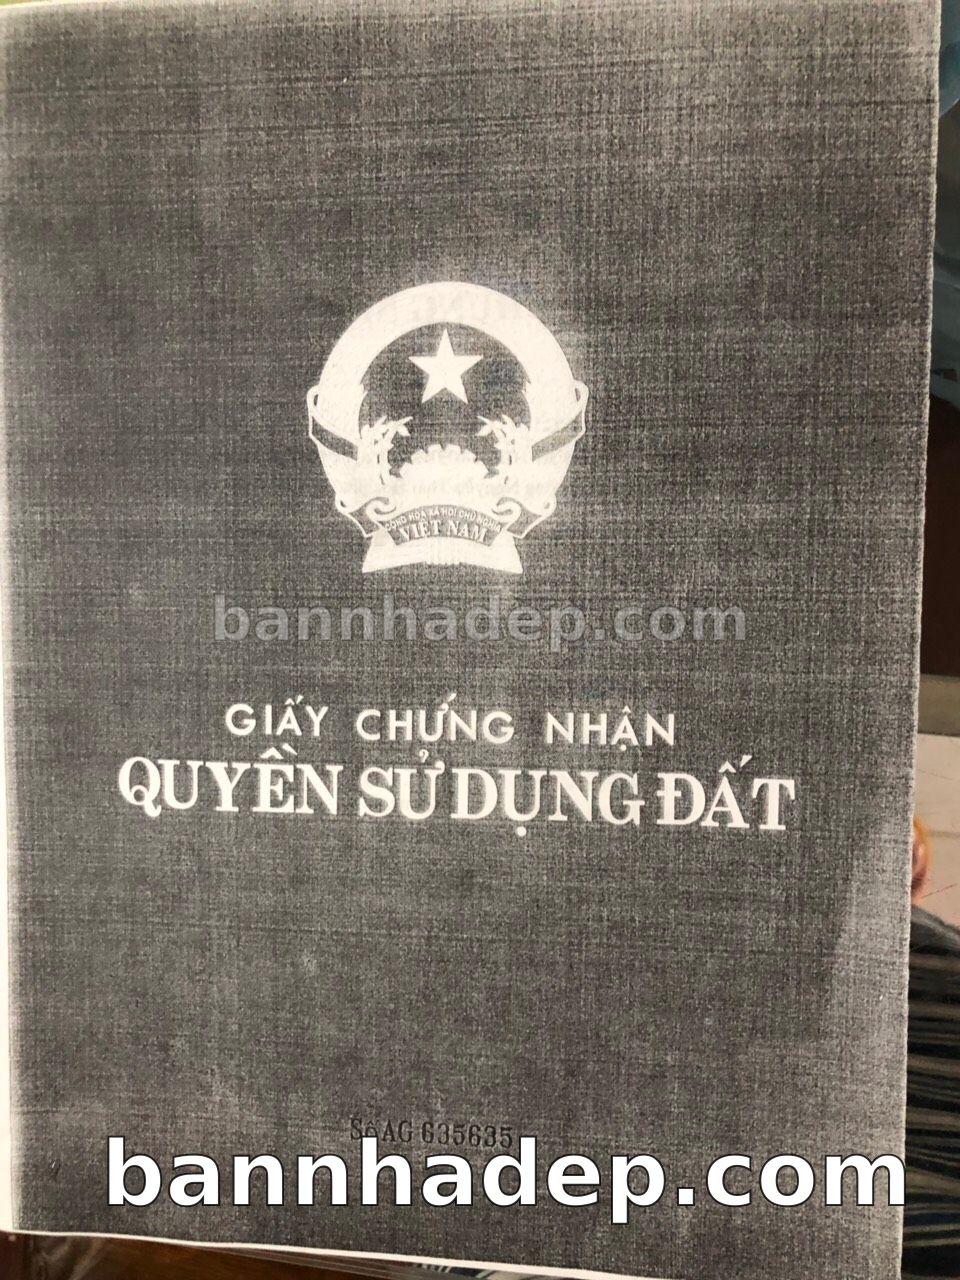 CỘNG HÒA XÃ HỘI CHỦ NGHĨA
VIỆT NAM
bannhadep.com
GIẤY CHỨNG NHẬN
QUYỀN SỬ DỤNG ĐẤT
Số AG 635635
bannhadep.com